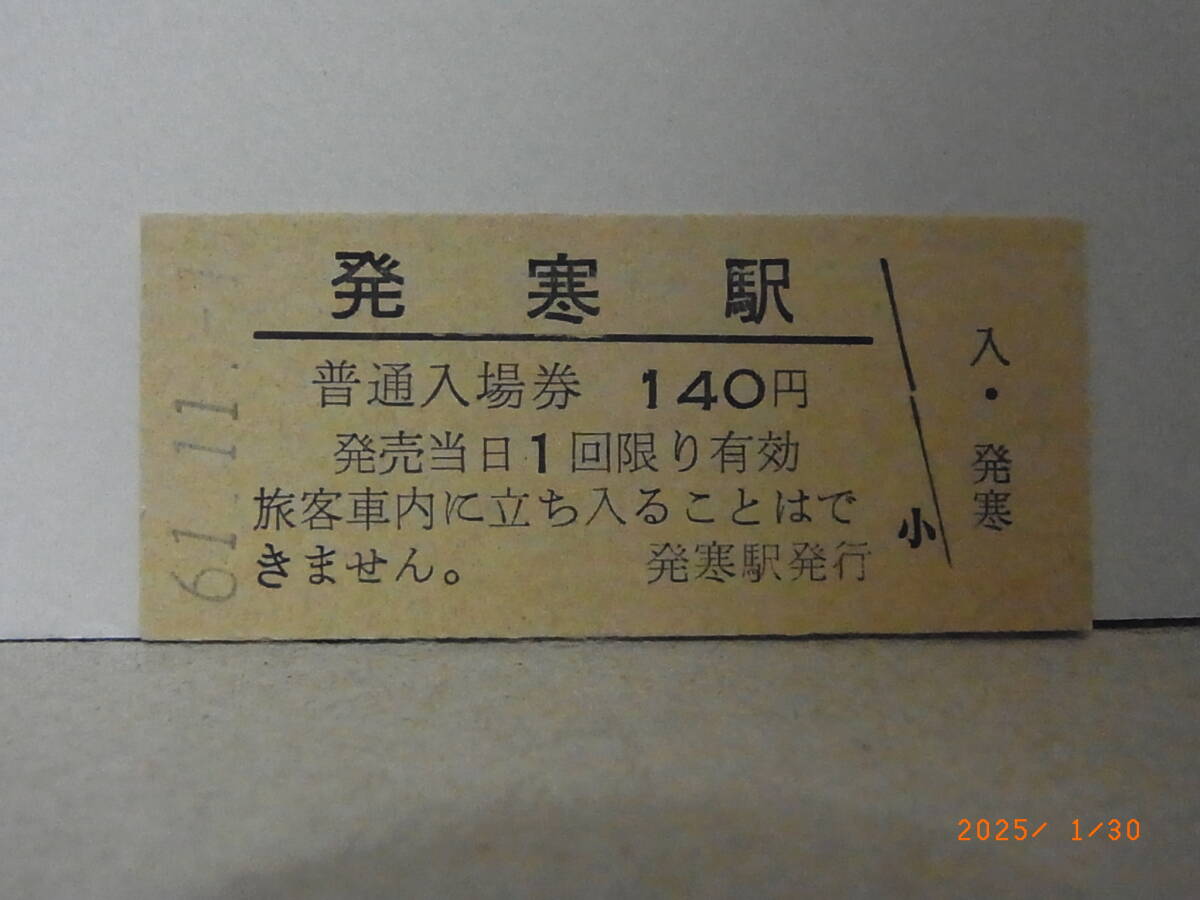 発寒駅
普通入場券 140円
発売当日1回限り有効
旅客車内に立ち入ることはで
きません。 発寒駅発行
小
入・発寒
61.11.-1
2025/ 1/30